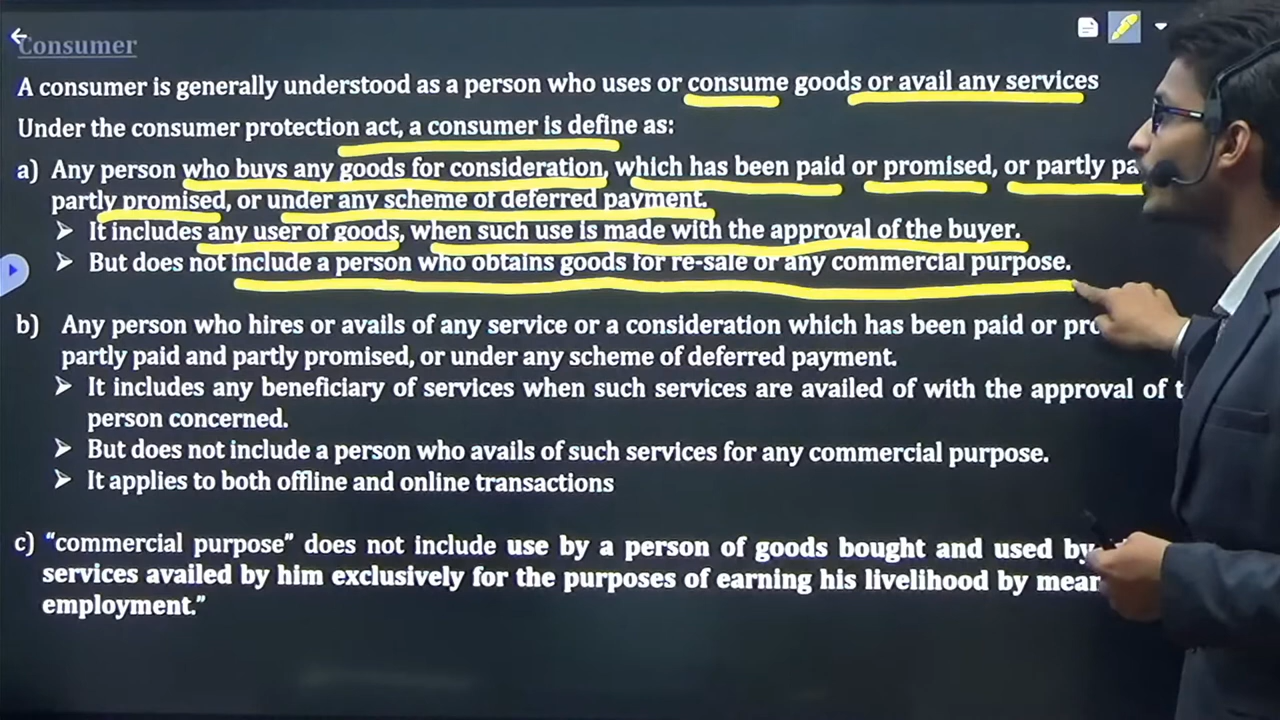 Consumer
A consumer is generally understood as a person who uses or consume goods or avail any services
Under the consumer protection act, a consumer is define as:
a) Any person who buys any goods for consideration, which has been paid or promised, or partly
partly promised, or under any scheme of deferred payment.
➢ It includes any user of goods, when such use is made with the approval of the buyer.
➢ But does not include a person who obtains goods for re-sale or any commercial purpose.
b) Any person who hires or avails of any service or a consideration which has been paid or
partly paid and partly promised, or under any scheme of deferred payment.
➢ It includes any beneficiary of services when such services are availed of with the approval of
person concerned.
➢ But does not include a person who avails of such services for any commercial purpose.
➢ It applies to both offline and online transactions
c) “commercial purpose” does not include use by a person of goods bought and used by
services availed by him exclusively for the purposes of earning his livelihood by
employment.”